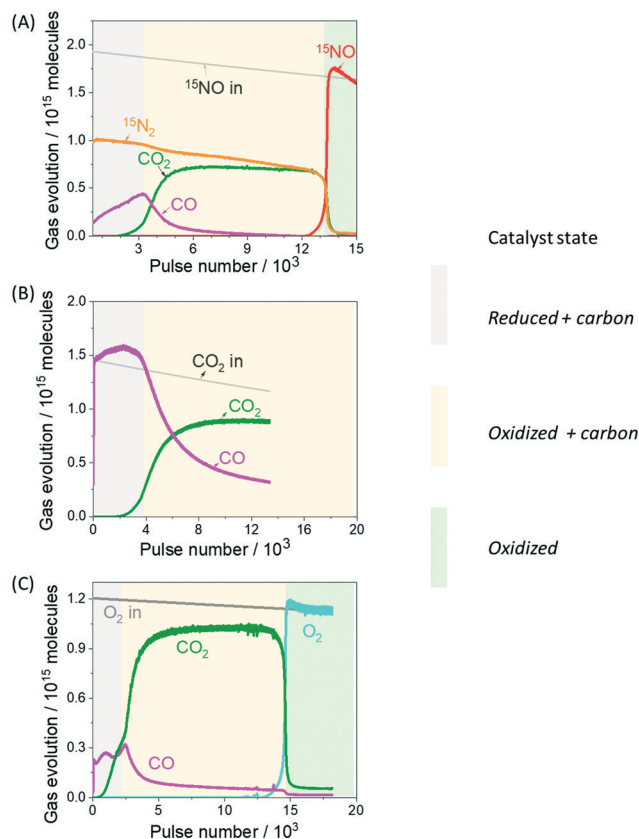 (A)
Gas evolution / 10¹⁵ molecules
2.0
1.5
1.0
0.5
0.0
¹⁵NO
¹⁵NO in
¹⁵N₂
CO₂
CO
3 6 9 12 15
Pulse number / 10³
(B)
Gas evolution / 10¹⁵ molecules
2.0
1.5
1.0
0.5
0.0
CO₂ in
CO₂
CO
0 4 8 12 16 20
Pulse number / 10³
(C)
Gas evolution / 10¹⁵ molecules
1.2
0.9
0.6
0.3
0.0
O₂ in
O₂
CO₂
CO
0 5 10 15 20
Pulse number / 10³
Catalyst state
Reduced + carbon
Oxidized + carbon
Oxidized